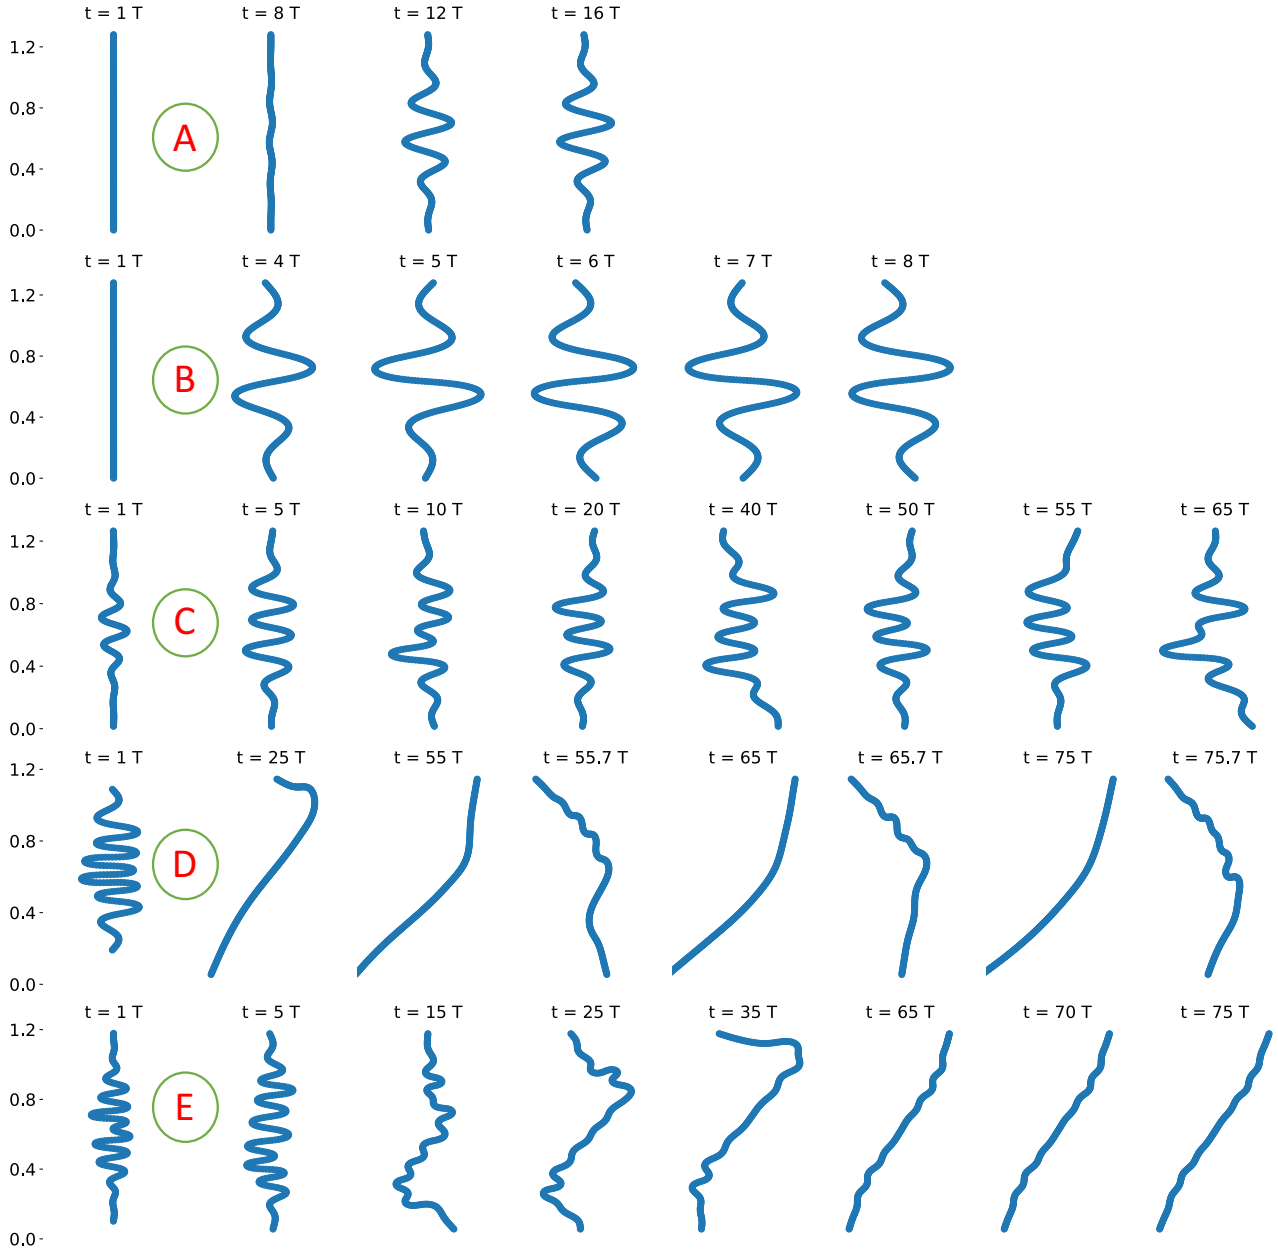 t = 1 T t = 8 T t = 12 T t = 16 T
1.2
0.8
A
0.4
0.0
t = 1 T t = 4 T t = 5 T t = 6 T t = 7 T t = 8 T
1.2
0.8
B
0.4
0.0
t = 1 T t = 5 T t = 10 T t = 20 T t = 40 T t = 50 T t = 55 T t = 65 T
1.2
0.8
C
0.4
0.0
t = 1 T t = 25 T t = 55 T t = 55.7 T t = 65 T t = 65.7 T t = 75 T t = 75.7 T
1.2
0.8
D
0.4
0.0
t = 1 T t = 5 T t = 15 T t = 25 T t = 35 T t = 65 T t = 70 T t = 75 T
1.2
0.8
E
0.4
0.0